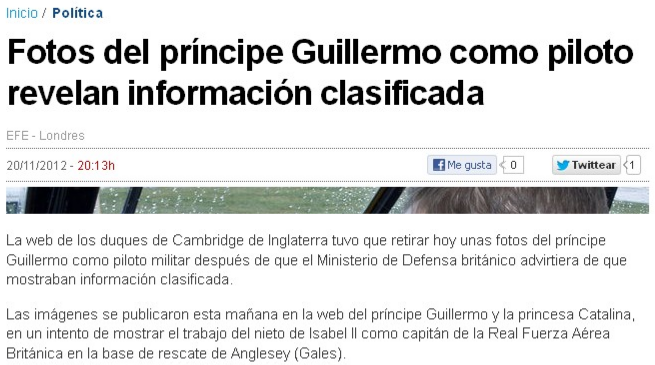 Inicio / Política
Fotos del príncipe Guillermo como piloto
revelan información clasificada
EFE - Londres
20/11/2012 - 20:13h
Me gusta 0 Twittear 1
La web de los duques de Cambridge de Inglaterra tuvo que retirar hoy unas fotos del príncipe
Guillermo como piloto militar después de que el Ministerio de Defensa británico advirtiera de que
mostraban información clasificada.
Las imágenes se publicaron esta mañana en la web del príncipe Guillermo y la princesa Catalina,
en un intento de mostrar el trabajo del nieto de Isabel II como capitán de la Real Fuerza Aérea
Británica en la base de rescate de Anglesey (Gales).